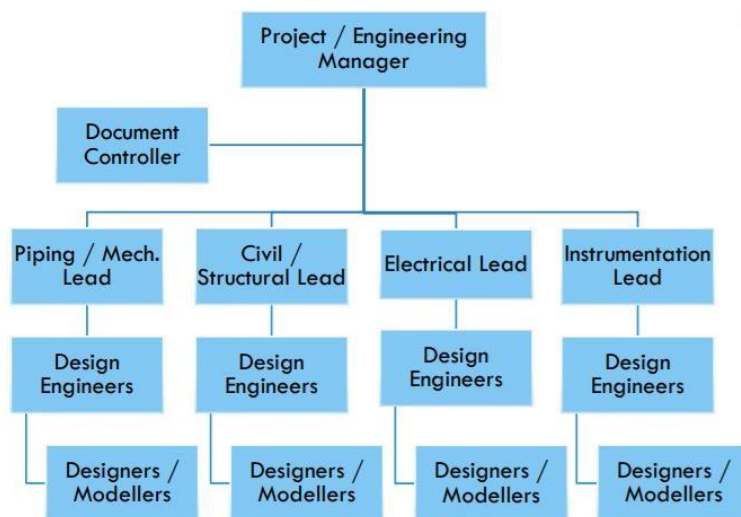 Project / Engineering
Manager
Document
Controller
Piping / Mech.
Lead
Civil /
Structural Lead
Electrical Lead
Instrumentation
Lead
Design
Engineers
Design
Engineers
Design
Engineers
Design
Engineers
Designers /
Modellers
Designers /
Modellers
Designers /
Modellers
Designers /
Modellers